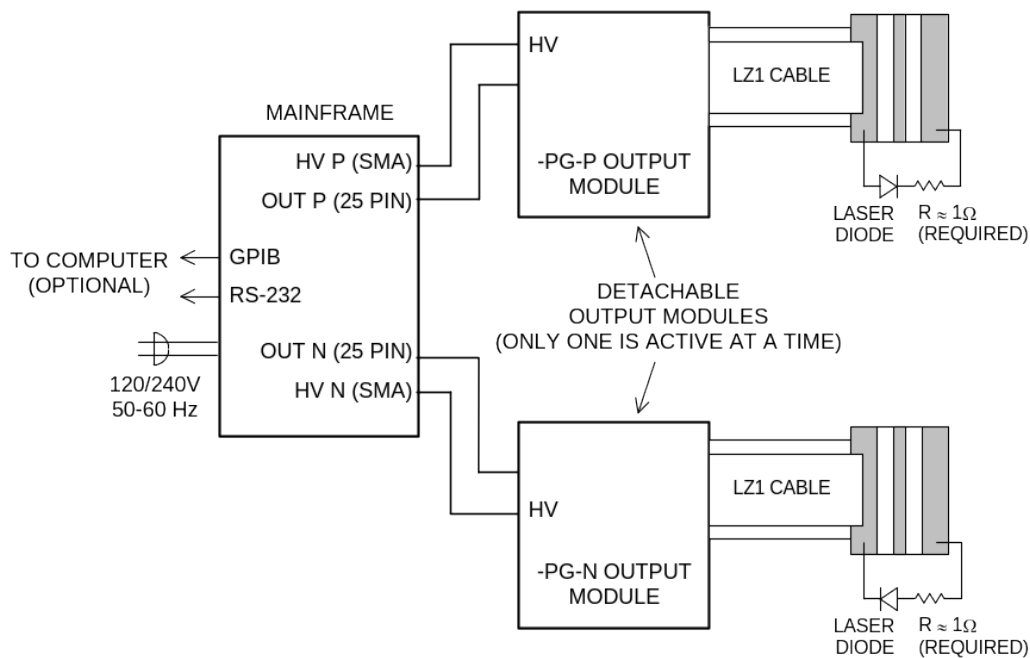 MAINFRAME
HV P (SMA)
OUT P (25 PIN)
GPIB
RS-232
OUT N (25 PIN)
HV N (SMA)
TO COMPUTER
(OPTIONAL)
120/240V
50-60 Hz
HV
-PG-P OUTPUT
MODULE
LZ1 CABLE
LASER
DIODE
R ≈ 1Ω
(REQUIRED)
DETACHABLE
OUTPUT MODULES
(ONLY ONE IS ACTIVE AT A TIME)
HV
-PG-N OUTPUT
MODULE
LZ1 CABLE
LASER
DIODE
R ≈ 1Ω
(REQUIRED)